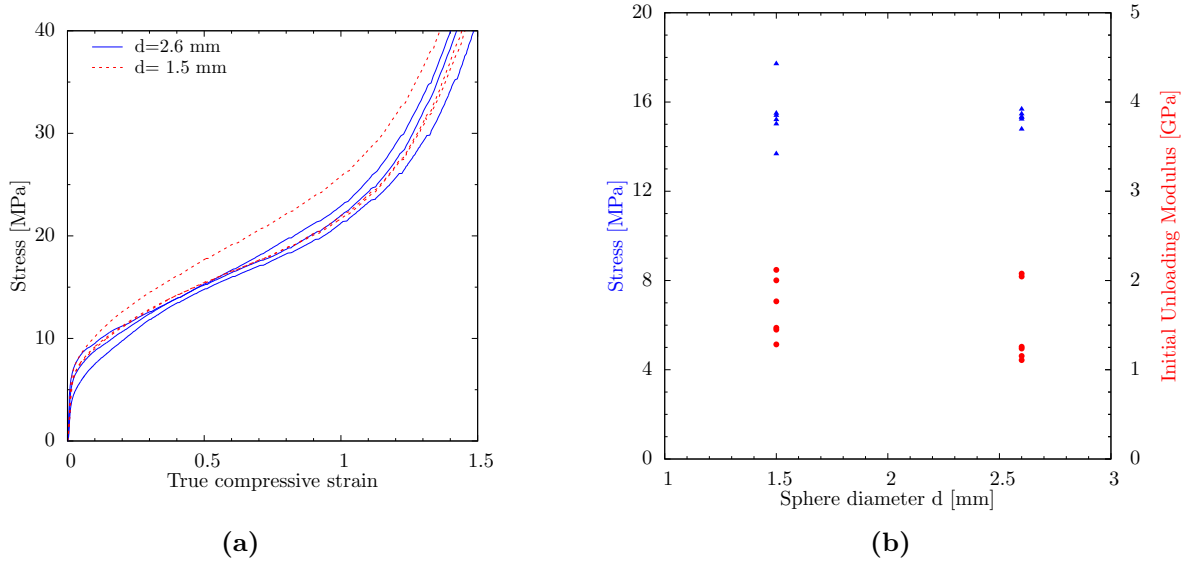 40
30
20
10
0
Stress [MPa]
d=2.6 mm
d= 1.5 mm
0
0.5
1
1.5
True compressive strain
(a)
20
16
12
8
4
0
Stress [MPa]
5
4
3
2
1
0
Initial Unloading Modulus [GPa]
1
1.5
2
2.5
3
Sphere diameter d [mm]
(b)